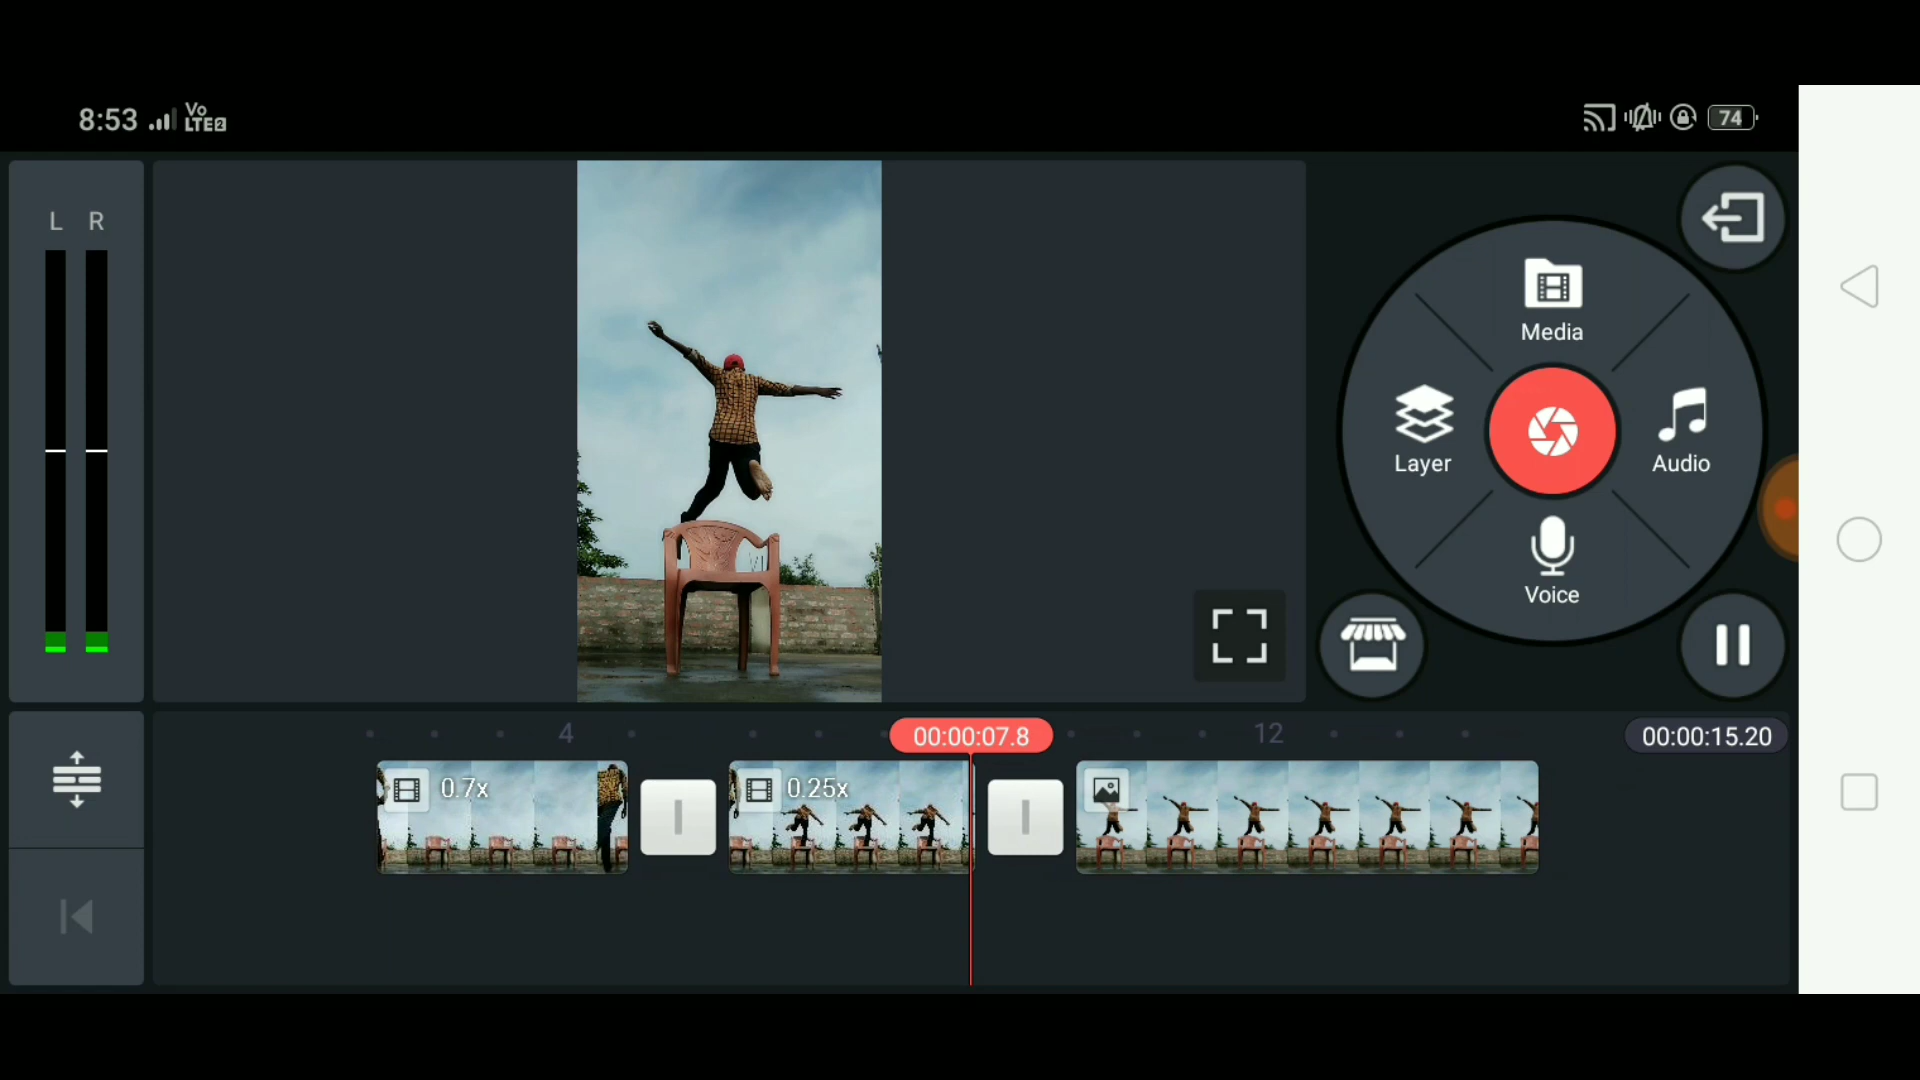 8:53 Vo LTE2 74
L R
Media
Layer
Audio
Voice
4 00:00:07.8 12 00:00:15.20
0.7x 0.25x